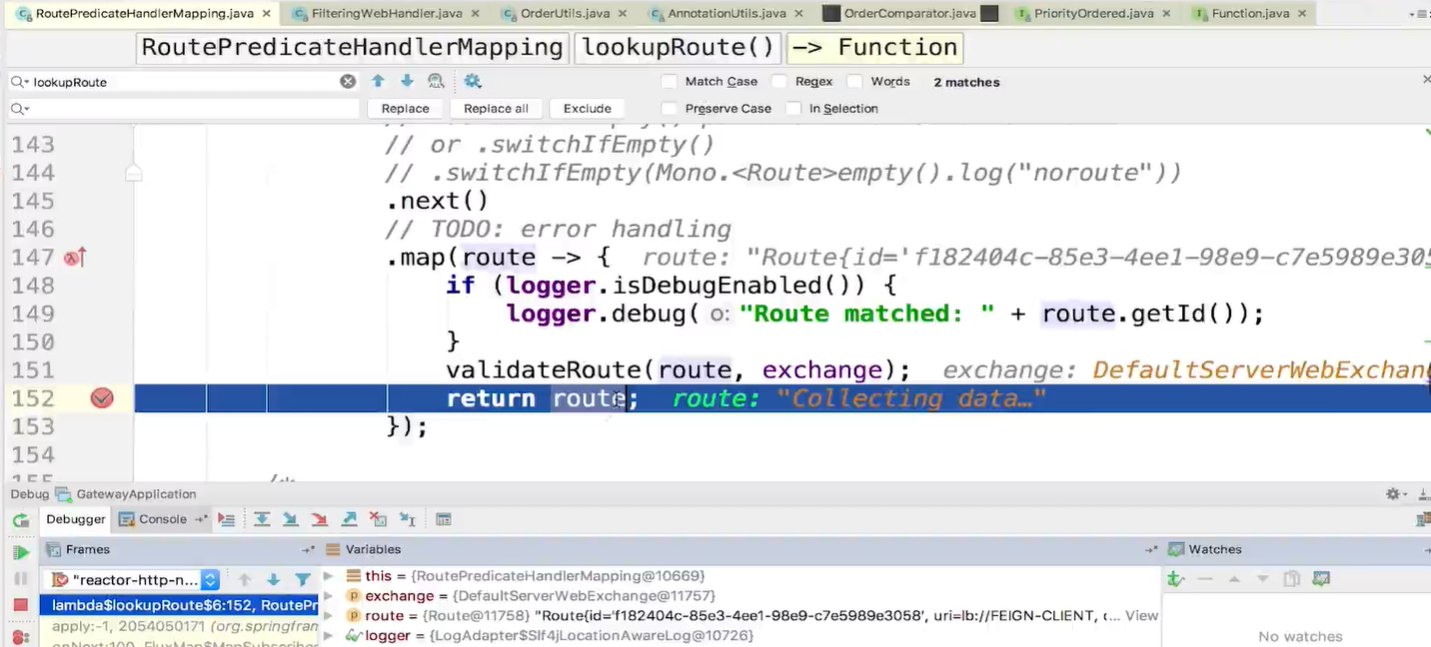 RoutePredicateHandlerMapping.java × FilteringWebHandler.java × OrderUtils.java × AnnotationUtils.java × OrderComparator.java PriorityOrdered.java × Function.java ×
RoutePredicateHandlerMapping lookupRoute() -> Function
lookupRoute Match Case Regex Words 2 matches
Replace Replace all Exclude Preserve Case In Selection
143 // or .switchIfEmpty()
144 // .switchIfEmpty(Mono.<Route>empty().log("noroute"))
145 .next()
146 // TODO: error handling
147 .map(route -> { route: "Route{id='f182404c-85e3-4ee1-98e9-c7e5989e305
148 if (logger.isDebugEnabled()) {
149 logger.debug( o: "Route matched: " + route.getId());
150 }
151 validateRoute(route, exchange); exchange: DefaultServerWebExchang
152 return route; route: "Collecting data…"
153 });
154
155 /**
Debug GatewayApplication
Debugger Console
Frames Variables Watches
"reactor-http-n... this = {RoutePredicateHandlerMapping@10669}
lambda$lookupRoute$6:152, RoutePr exchange = {DefaultServerWebExchange@11757}
apply:-1, 2054050171 (org.springfran route = {Route@11758} "Route{id='f182404c-85e3-4ee1-98e9-c7e5989e3058', uri=lb://FEIGN-CLIENT, c... View
onNext:100, FluxMap$MapSubscribe logger = {LogAdapter$Slf4jLocationAwareLog@10726}
No watches